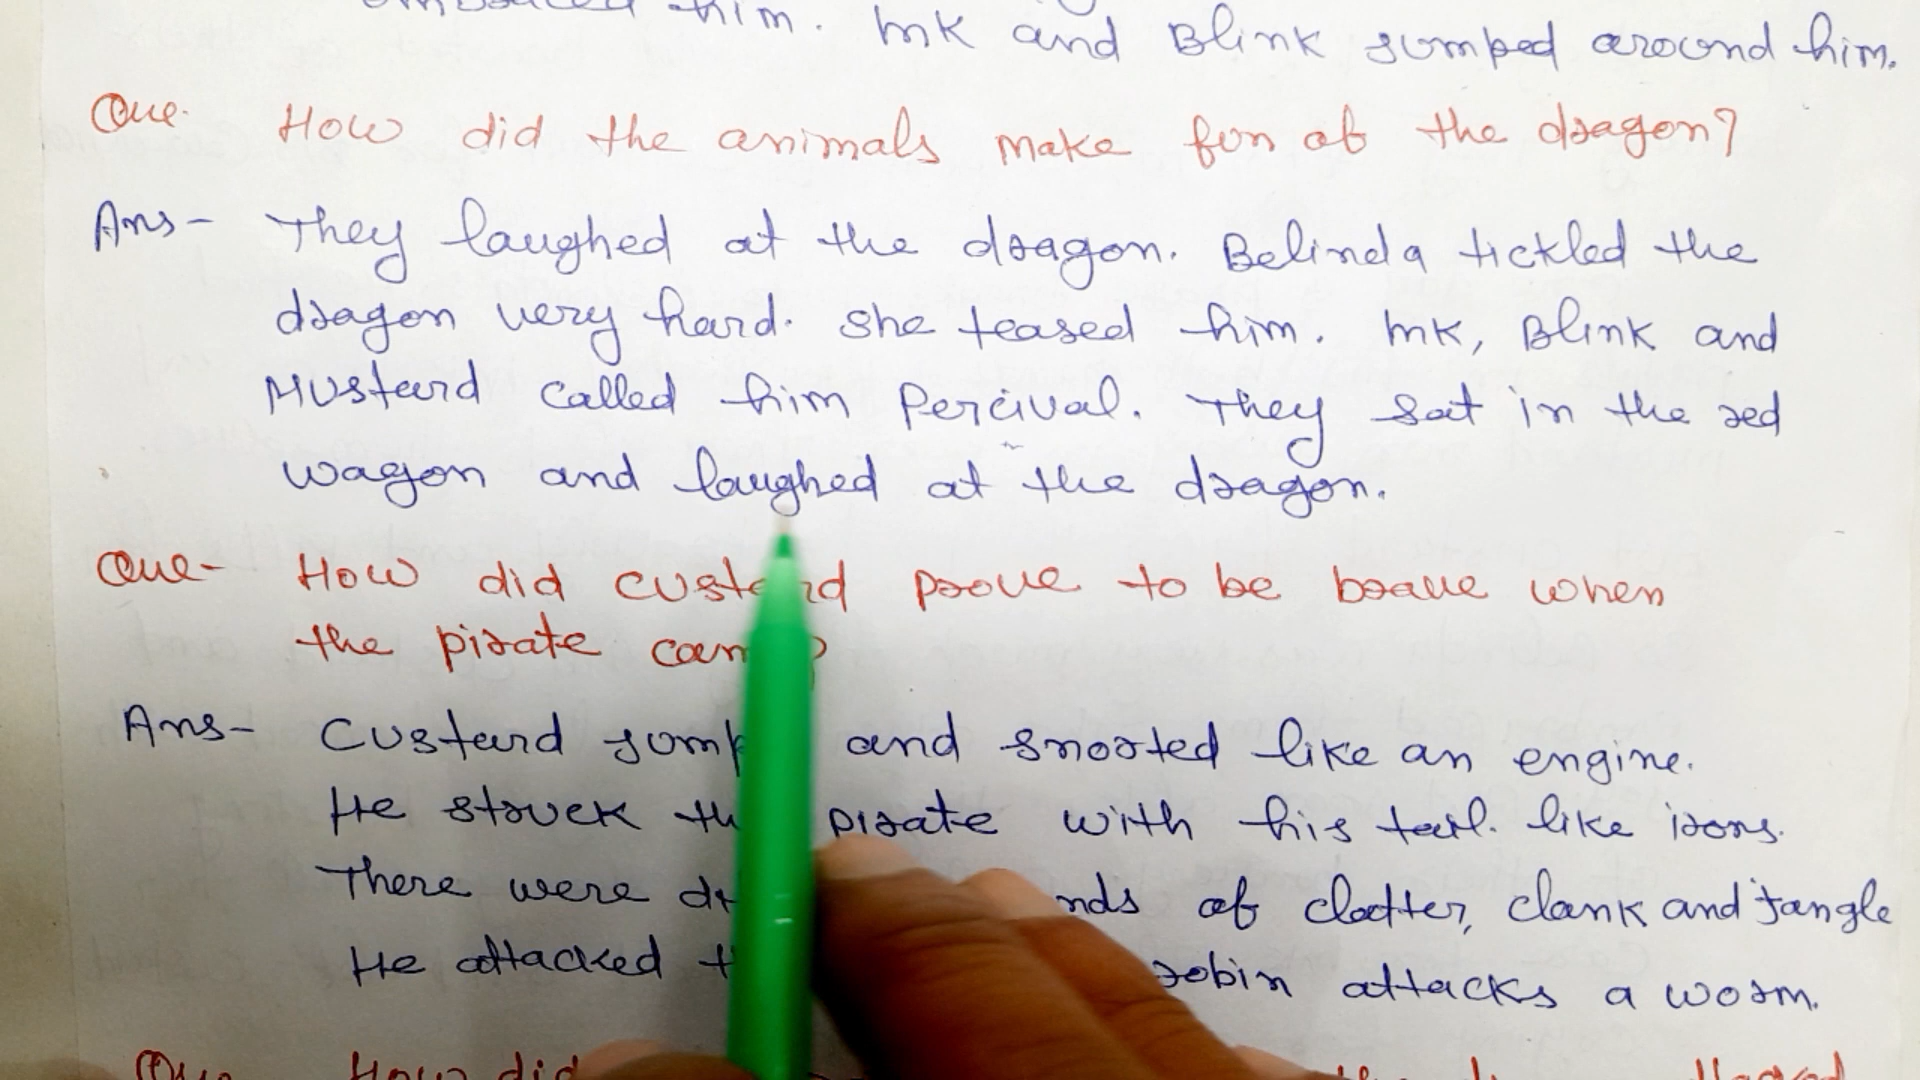 him. Ink and Blink jumped around him.
Que. How did the animals make fun of the dragon?
Ans- They laughed at the dragon. Belinda tickled the
dragon very hard. She teased him. Ink, Blink and
Mustard called him Percival. They sat in the red
wagon and laughed at the dragon.
Que- How did custard prove to be brave when
the pirate
Ans- Custard and snorted like an engine.
He struck pirate with his tail. like irons.
There were of clatter, clank and jangle
He attacked robin attacks a worm.
Que How did